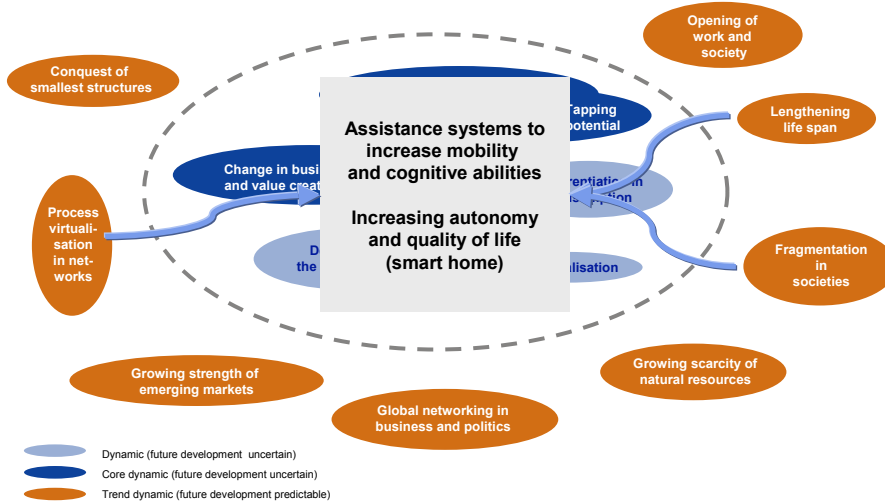 Opening of
work and
society
Conquest of
smallest structures
Tapping
potential
Lengthening
life span
Assistance systems to
increase mobility
and cognitive abilities
Increasing autonomy
and quality of life
(smart home)
Change in
and value
Process
virtuali-
sation
in net-
works
in
the
Fragmentation
in
societies
Growing strength of
emerging markets
Growing scarcity of
natural resources
Global networking in
business and politics
Dynamic (future development uncertain)
Core dynamic (future development uncertain)
Trend dynamic (future development predictable)